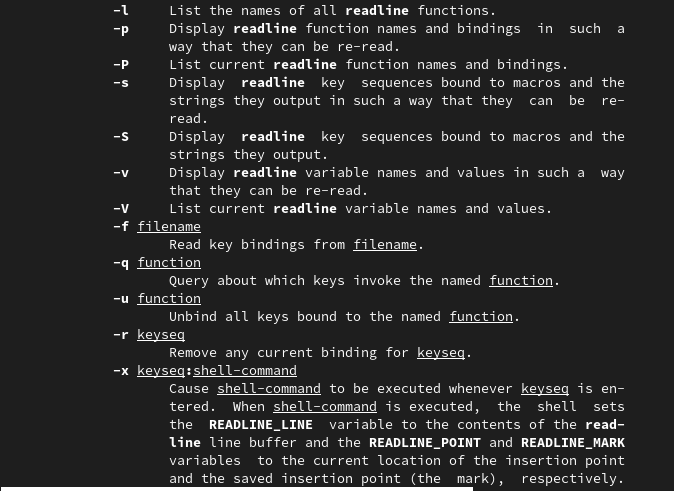 -l List the names of all readline functions.
-p Display readline function names and bindings in such a
way that they can be re-read.
-P List current readline function names and bindings.
-s Display readline key sequences bound to macros and the
strings they output in such a way that they can be re-
read.
-S Display readline key sequences bound to macros and the
strings they output.
-v Display readline variable names and values in such a way
that they can be re-read.
-V List current readline variable names and values.
-f filename
Read key bindings from filename.
-q function
Query about which keys invoke the named function.
-u function
Unbind all keys bound to the named function.
-r keyseq
Remove any current binding for keyseq.
-x keyseq:shell-command
Cause shell-command to be executed whenever keyseq is en-
tered. When shell-command is executed, the shell sets
the READLINE_LINE variable to the contents of the read-
line line buffer and the READLINE_POINT and READLINE_MARK
variables to the current location of the insertion point
and the saved insertion point (the mark), respectively.